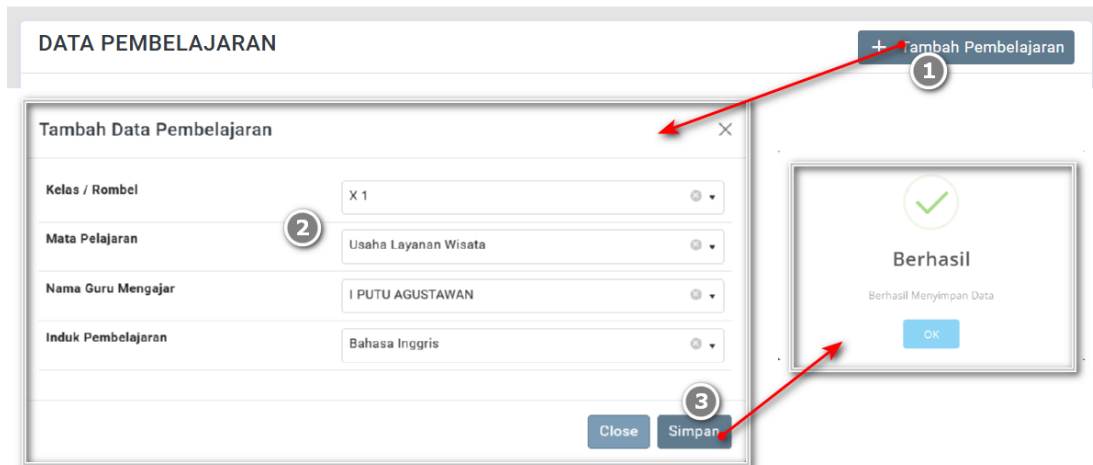 DATA PEMBELAJARAN
+ Tambah Pembelajaran
1
Tambah Data Pembelajaran
Kelas / Rombel
X 1
2
Mata Pelajaran
Usaha Layanan Wisata
Nama Guru Mengajar
I PUTU AGUSTAWAN
Induk Pembelajaran
Bahasa Inggris
3
Close
Simpan
Berhasil
Berhasil Menyimpan Data
OK